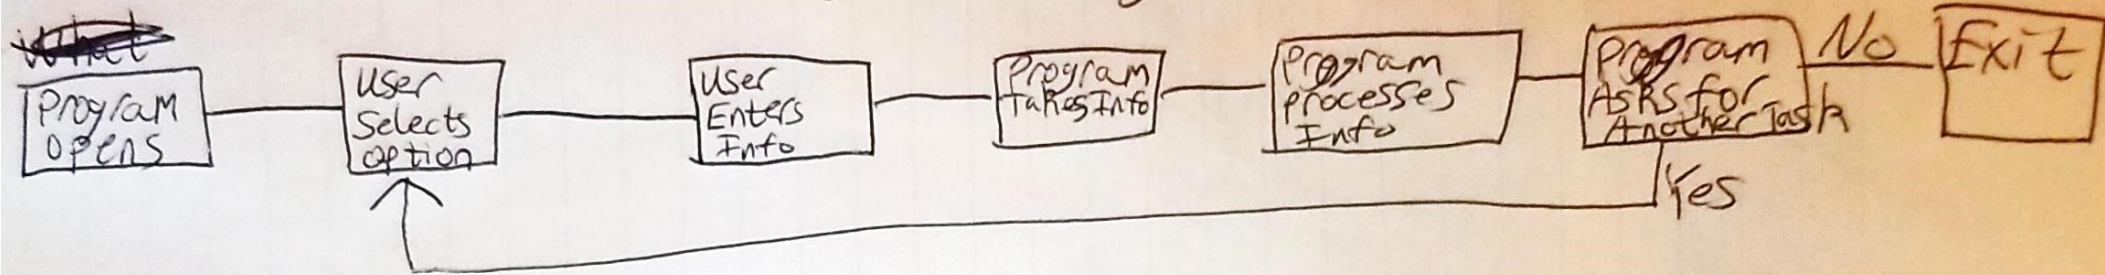 What
Program
opens
User
Selects
option
User
Enters
Info
Program
takes Info
Program
processes
Info
Program
Asks for
Another Task
No
Exit
Yes